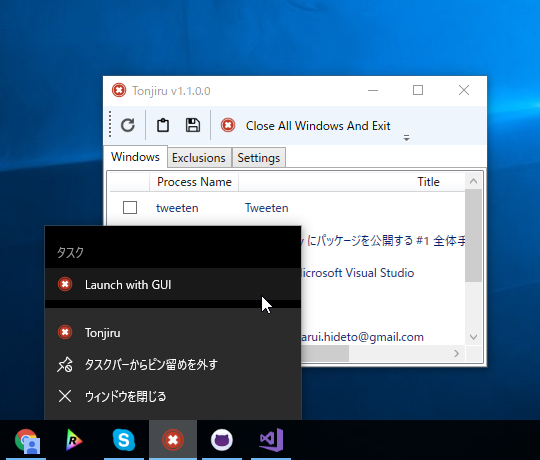 Tonjiru v1.1.0.0
Close All Windows And Exit
Windows Exclusions Settings
Process Name Title
tweeten Tweeten
にパッケージを公開する #1 全体
タスク
Microsoft Visual Studio
Launch with GUI
Tonjiru
arui.hideto@gmail.com
タスクバーからピン留めを外す
ウィンドウを閉じる